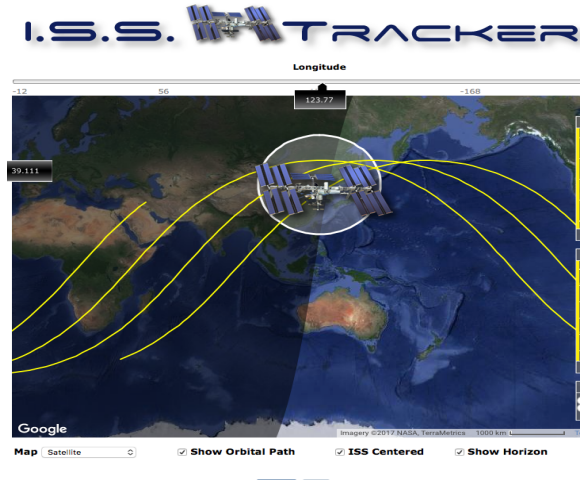 I.S.S. TRACKER
Longitude
-12 56 -168
123.77
39.111
Google
Imagery ©2017 NASA, TerraMetrics 1000 km
Map Satellite Show Orbital Path ISS Centered Show Horizon